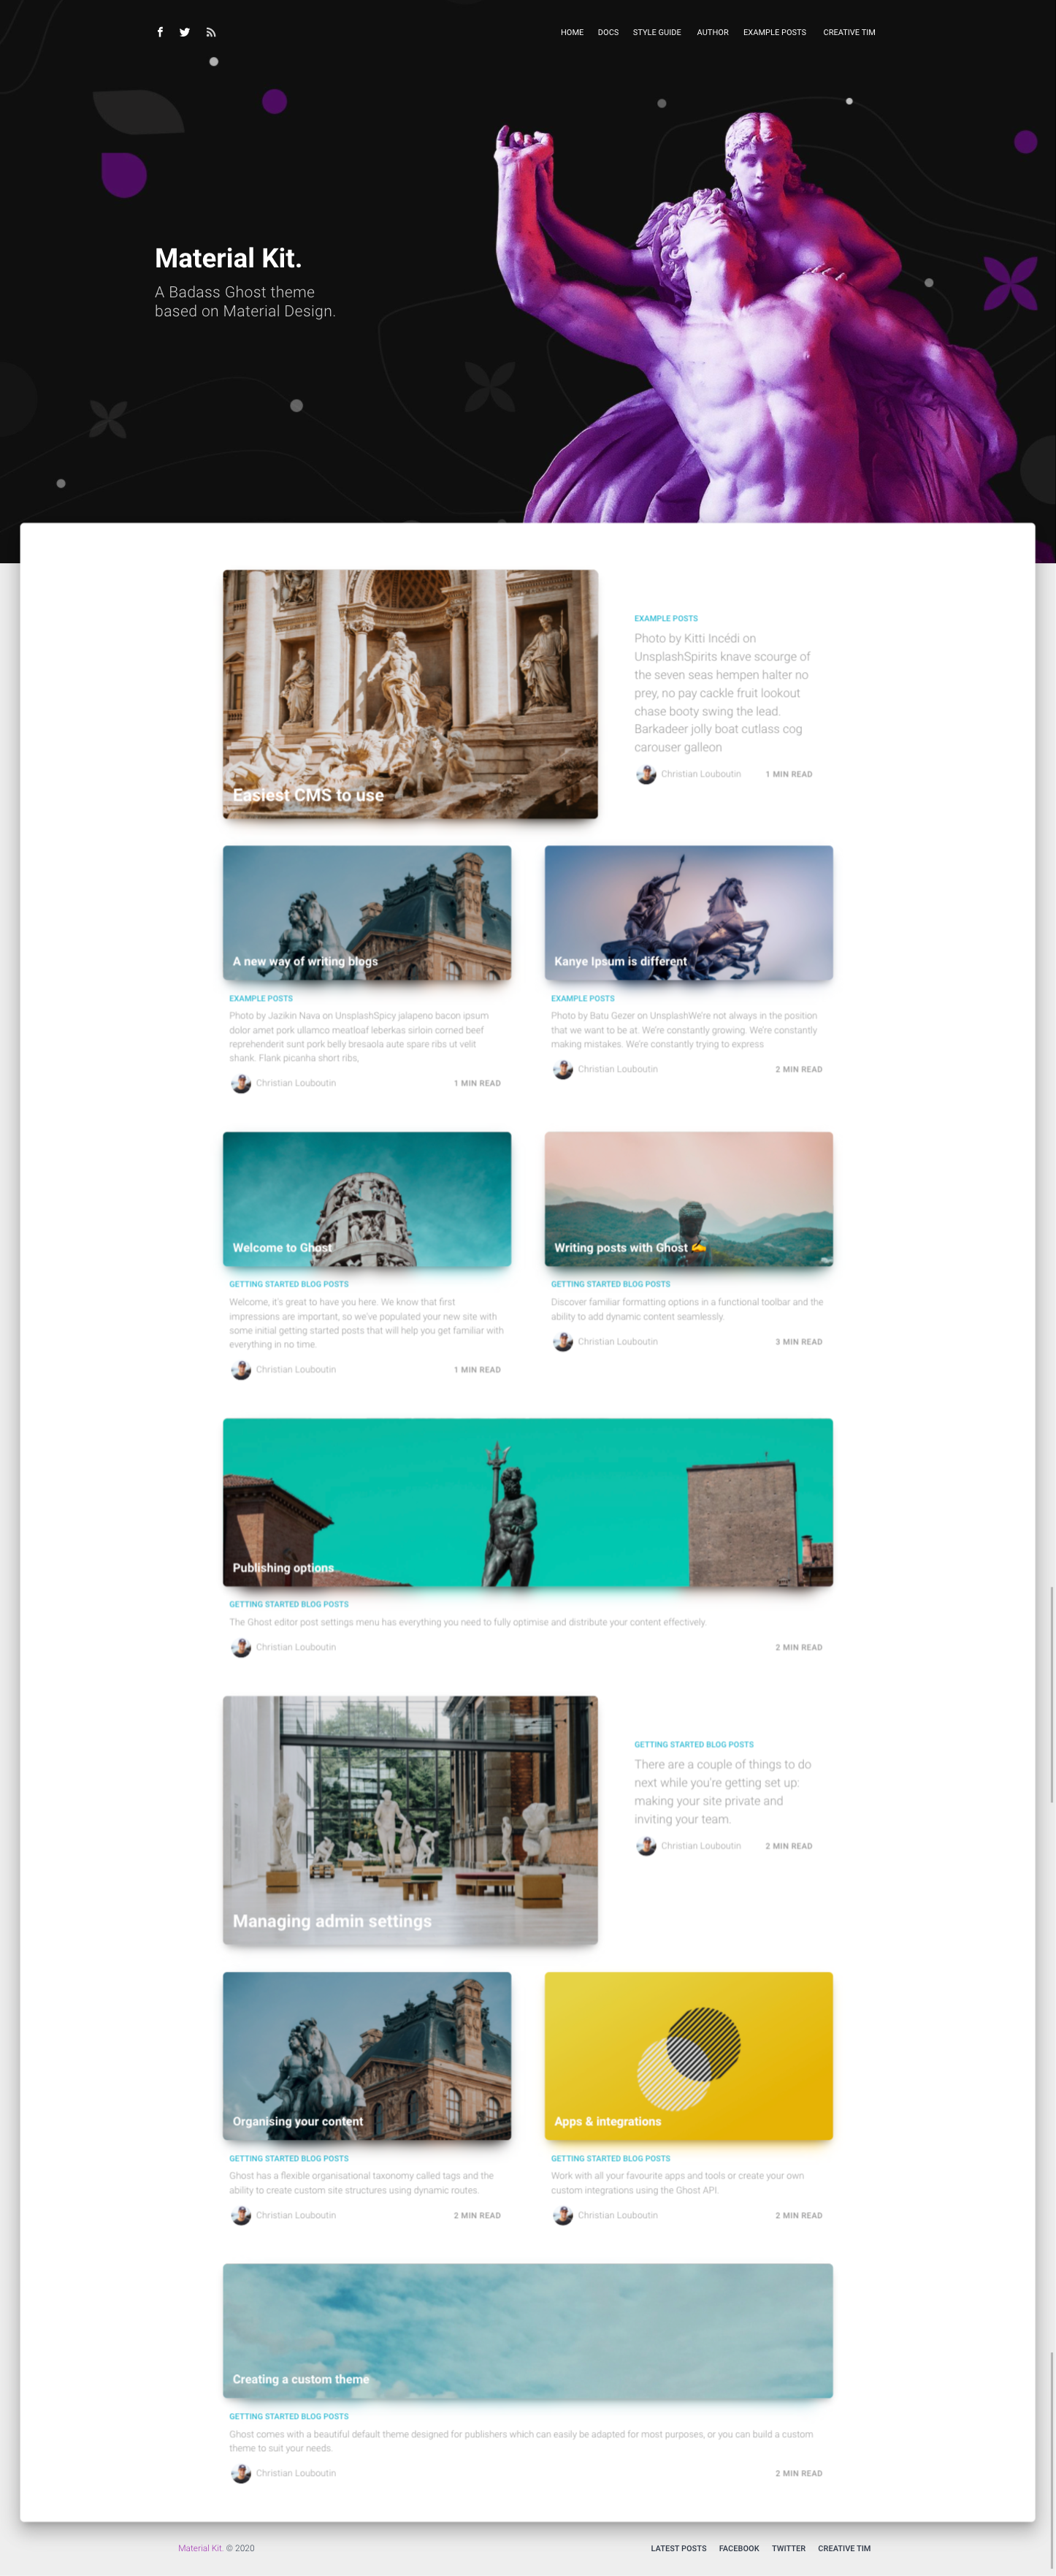 HOME DOCS STYLE GUIDE AUTHOR EXAMPLE POSTS CREATIVE TIM
Material Kit.
A Badass Ghost theme
based on Material Design.
Easiest CMS to use
EXAMPLE POSTS
Photo by Kitti Incédi on
UnsplashSpirits knave scourge of
the seven seas hempen halter no
prey, no pay cackle fruit lookout
chase booty swing the lead.
Barkadeer jolly boat cutlass cog
carouser galleon
Christian Louboutin 1 MIN READ
A new way of writing blogs
EXAMPLE POSTS
Photo by Jazikin Nava on UnsplashSpicy jalapeno bacon ipsum
dolor amet pork ullamco meatloaf leberkas sirloin corned beef
reprehenderit sunt pork belly bresaola aute spare ribs ut velit
shank. Flank picanha short ribs,
Christian Louboutin 1 MIN READ
Kanye Ipsum is different
EXAMPLE POSTS
Photo by Batu Gezer on UnsplashWe're not always in the position
that we want to be at. We're constantly growing. We're constantly
making mistakes. We're constantly trying to express
Christian Louboutin 2 MIN READ
Welcome to Ghost
GETTING STARTED BLOG POSTS
Welcome, it's great to have you here. We know that first
impressions are important, so we've populated your new site with
some initial getting started posts that will help you get familiar with
everything in no time.
Christian Louboutin 1 MIN READ
Writing posts with Ghost ✍️
GETTING STARTED BLOG POSTS
Discover familiar formatting options in a functional toolbar and the
ability to add dynamic content seamlessly.
Christian Louboutin 3 MIN READ
Publishing options
GETTING STARTED BLOG POSTS
The Ghost editor post settings menu has everything you need to fully optimise and distribute your content effectively.
Christian Louboutin 2 MIN READ
Managing admin settings
GETTING STARTED BLOG POSTS
There are a couple of things to do
next while you're getting set up:
making your site private and
inviting your team.
Christian Louboutin 2 MIN READ
Organising your content
GETTING STARTED BLOG POSTS
Ghost has a flexible organisational taxonomy called tags and the
ability to create custom site structures using dynamic routes.
Christian Louboutin 2 MIN READ
Apps & integrations
GETTING STARTED BLOG POSTS
Work with all your favourite apps and tools or create your own
custom integrations using the Ghost API.
Christian Louboutin 2 MIN READ
Creating a custom theme
GETTING STARTED BLOG POSTS
Ghost comes with a beautiful default theme designed for publishers which can easily be adapted for most purposes, or you can build a custom
theme to suit your needs.
Christian Louboutin 2 MIN READ
Material Kit. © 2020 LATEST POSTS FACEBOOK TWITTER CREATIVE TIM